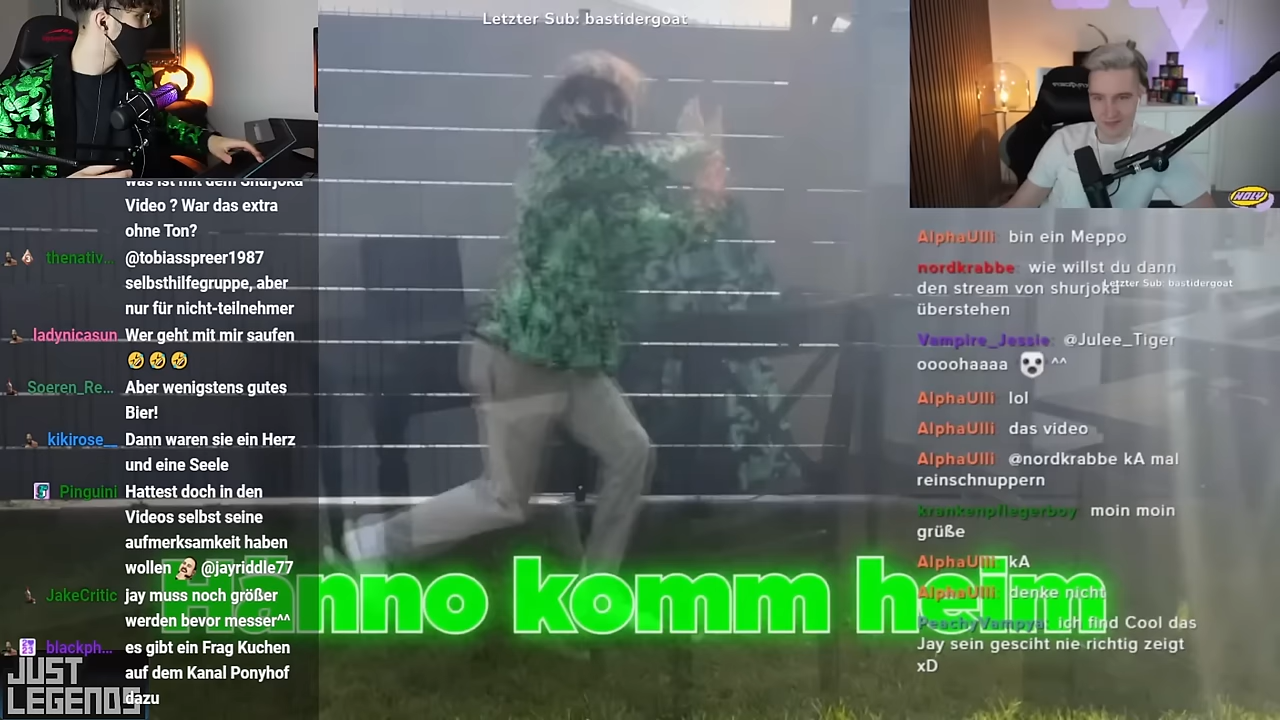 Letzter Sub: bastidergoat
was ist mit dem Shurjoka
Video ? War das extra
ohne Ton?
thenativ... @tobiasspreer1987
selbsthilfegruppe, aber
nur für nicht-teilnehmer
ladynicasun Wer geht mit mir saufen
🤣 🤣 🤣
Soeren_Re... Aber wenigstens gutes
Bier!
kikirose__ Dann waren sie ein Herz
und eine Seele
Pinguini Hattest doch in den
Videos selbst seine
aufmerksamkeit haben
wollen @jayriddle77
JakeCritic jay muss noch größer
werden bevor messer^^
blackph... es gibt ein Frag Kuchen
auf dem Kanal Ponyhof
dazu
JUST
LEGENDS
Hanno komm heim
HOLY
AlphaUlli: bin ein Meppo
nordkrabbe: wie willst du dann
den stream von shurjoka
überstehen
Letzter Sub: bastidergoat
Vampire_Jessie: @Julee_Tiger
oooohaaaa ^^
AlphaUlli: lol
AlphaUlli: das video
AlphaUlli: @nordkrabbe kA mal
reinschnuppern
krankenpflegerboy: moin moin
grüße
AlphaUlli: kA
AlphaUlli: denke nicht
PeachyVampya: ich find Cool das
Jay sein gesciht nie richtig zeigt
xD